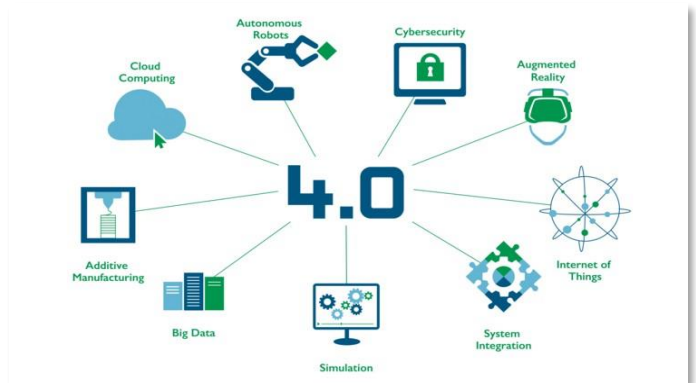 Autonomous
Robots
Cybersecurity
Cloud
Computing
Augmented
Reality
4.0
Additive
Manufacturing
Internet of
Things
Big Data
System
Integration
Simulation